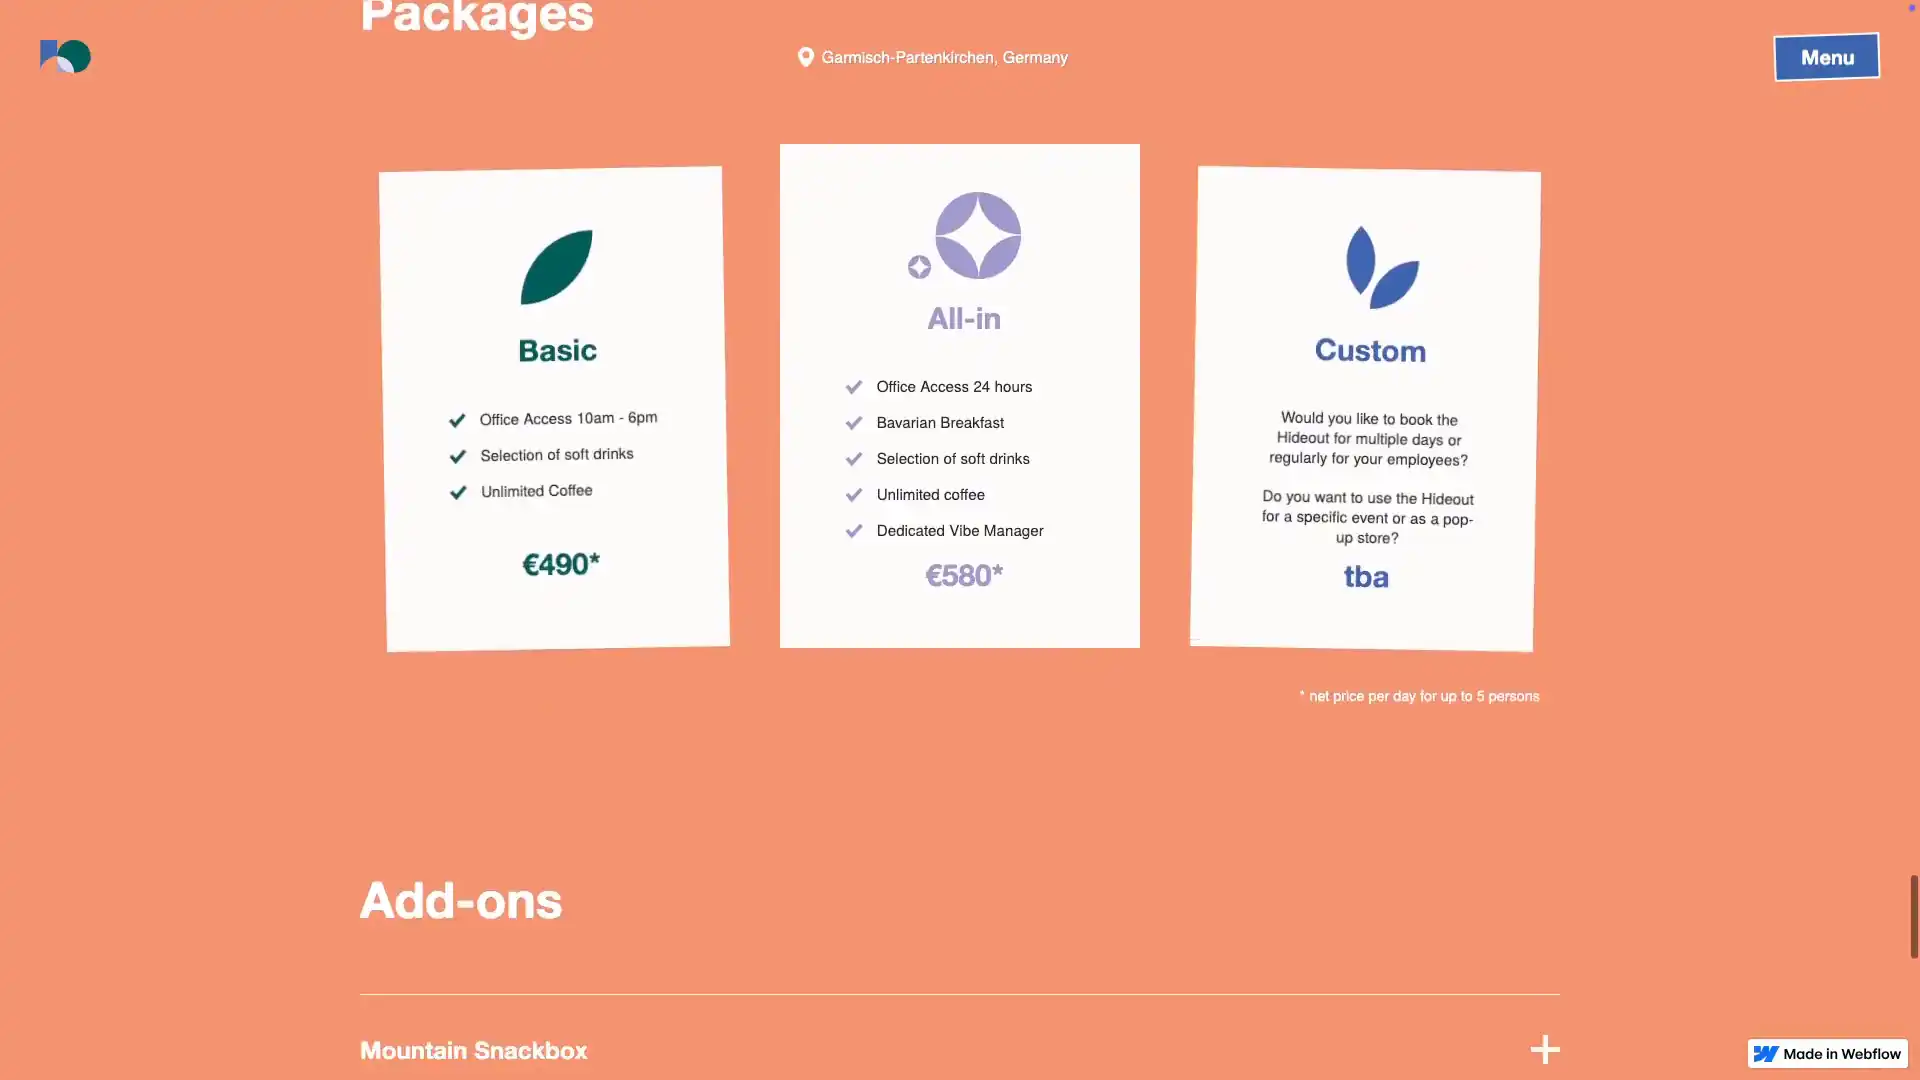 Packages
Garmisch-Partenkirchen, Germany
Menu
Basic
Office Access 10am - 6pm
Selection of soft drinks
Unlimited Coffee
€490*
All-in
Office Access 24 hours
Bavarian Breakfast
Selection of soft drinks
Unlimited coffee
Dedicated Vibe Manager
€580*
Custom
Would you like to book the
Hideout for multiple days or
regularly for your employees?
Do you want to use the Hideout
for a specific event or as a pop-
up store?
tba
* net price per day for up to 5 persons
Add-ons
Mountain Snackbox
Made in Webflow